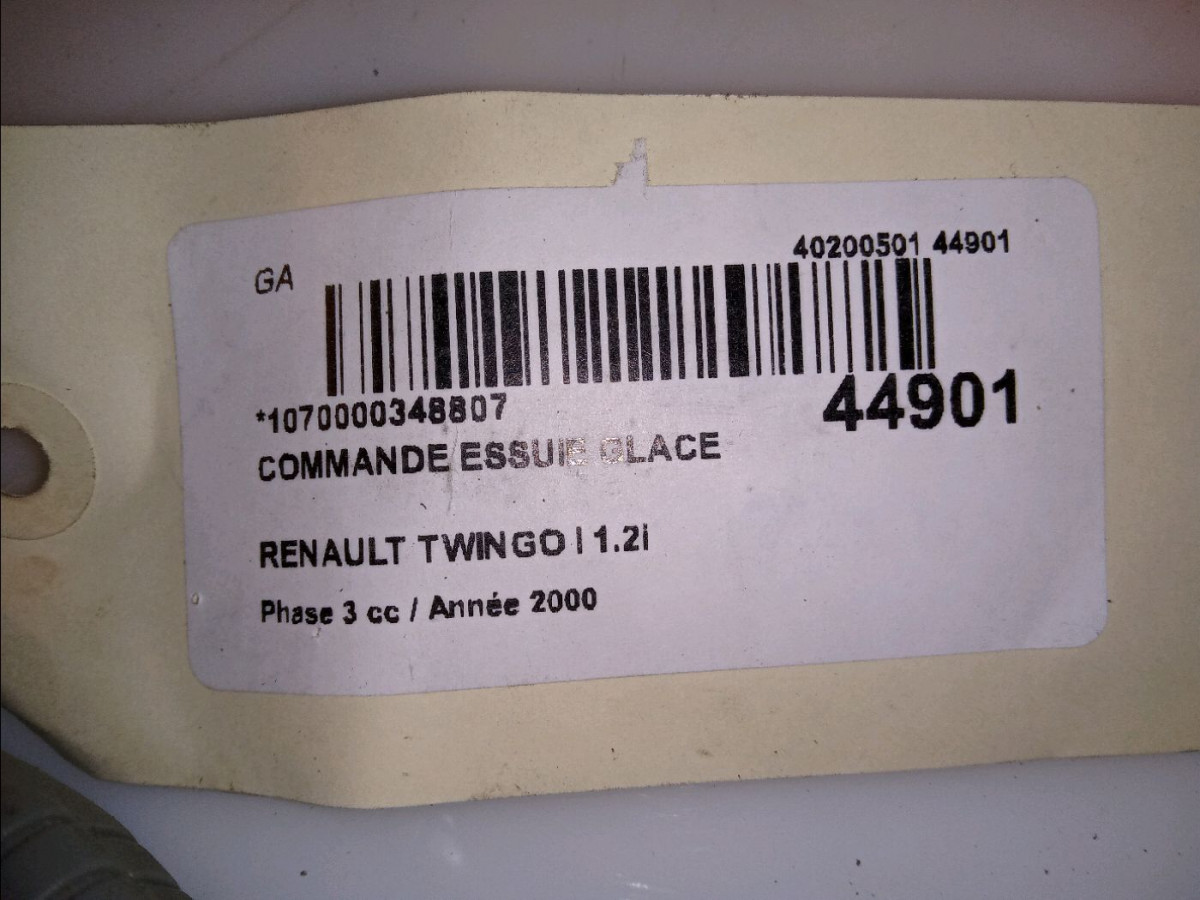 GA
40200501 44901
*1070000348807
44901
COMMANDE ESSUIE GLACE
RENAULT TWINGO I 1.2i
Phase 3 cc / Année 2000